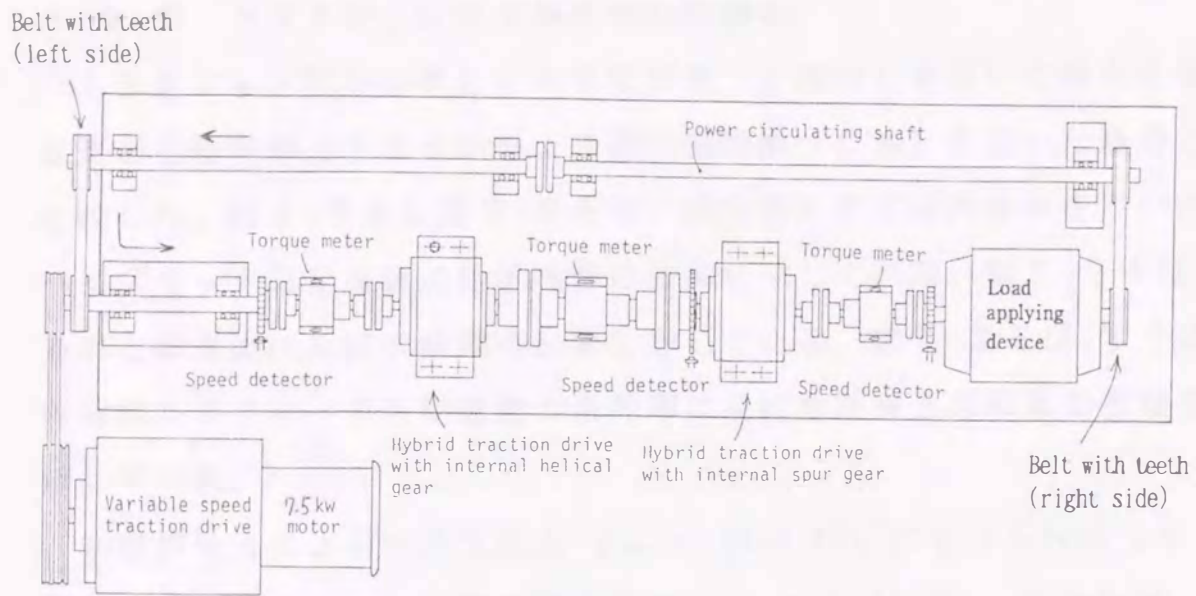 Belt with teeth
(left side)
Power circulating shaft
Torque meter
Torque meter
Torque meter
Load
applying
device
Speed detector
Speed detector
Speed detector
Hybrid traction drive
with internal helical
gear
Hybrid traction drive
with internal spur gear
Belt with teeth
(right side)
Variable speed
traction drive
7.5 kw
motor